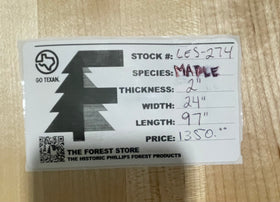 GO TEXAN.
STOCK #: LES-274
SPECIES: MAPLE
THICKNESS: 2"
WIDTH: 24"
LENGTH: 97"
PRICE: 1350.00
THE FOREST STORE
THE HISTORIC PHILLIPS FOREST PRODUCTS